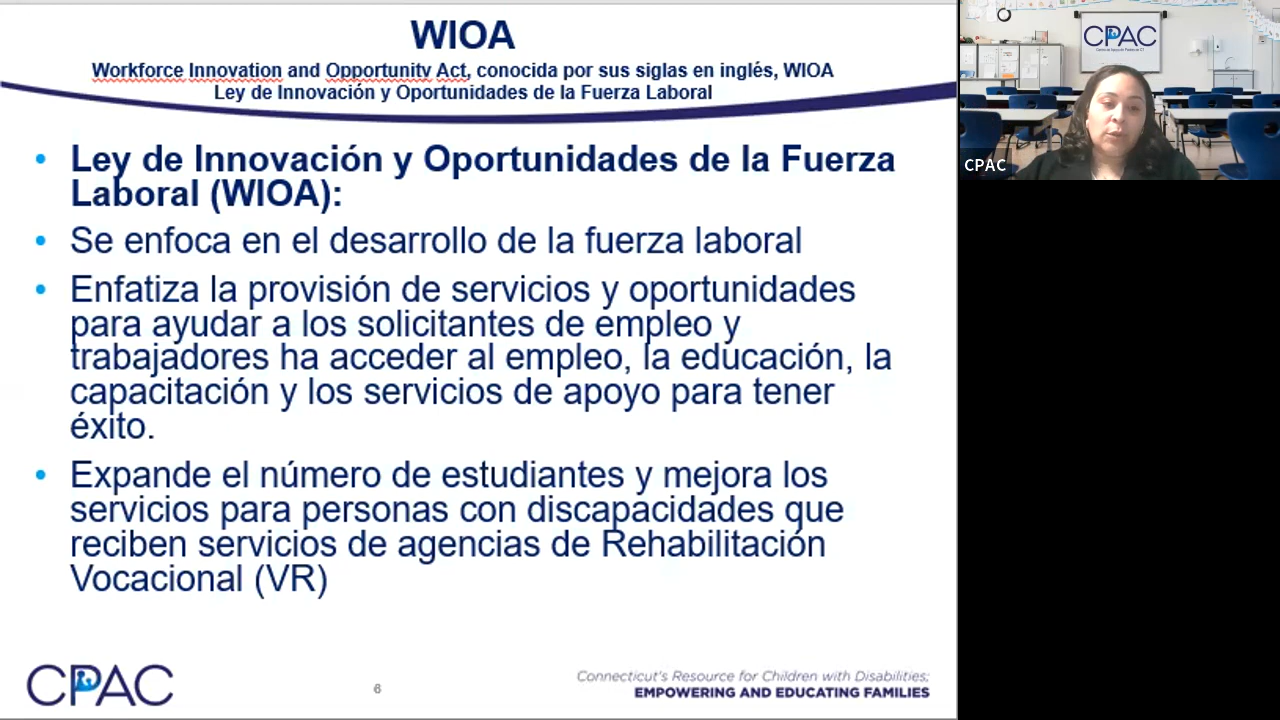 WIOA
Workforce Innovation and Opportunity Act, conocida por sus siglas en inglés, WIOA
Ley de Innovación y Oportunidades de la Fuerza Laboral
• Ley de Innovación y Oportunidades de la Fuerza
Laboral (WIOA):
• Se enfoca en el desarrollo de la fuerza laboral
• Enfatiza la provisión de servicios y oportunidades
para ayudar a los solicitantes de empleo y
trabajadores ha acceder al empleo, la educación, la
capacitación y los servicios de apoyo para tener
éxito.
• Expande el número de estudiantes y mejora los
servicios para personas con discapacidades que
reciben servicios de agencias de Rehabilitación
Vocacional (VR)
CPAC
6
Connecticut's Resource for Children with Disabilities;
EMPOWERING AND EDUCATING FAMILIES
CPAC
CPAC